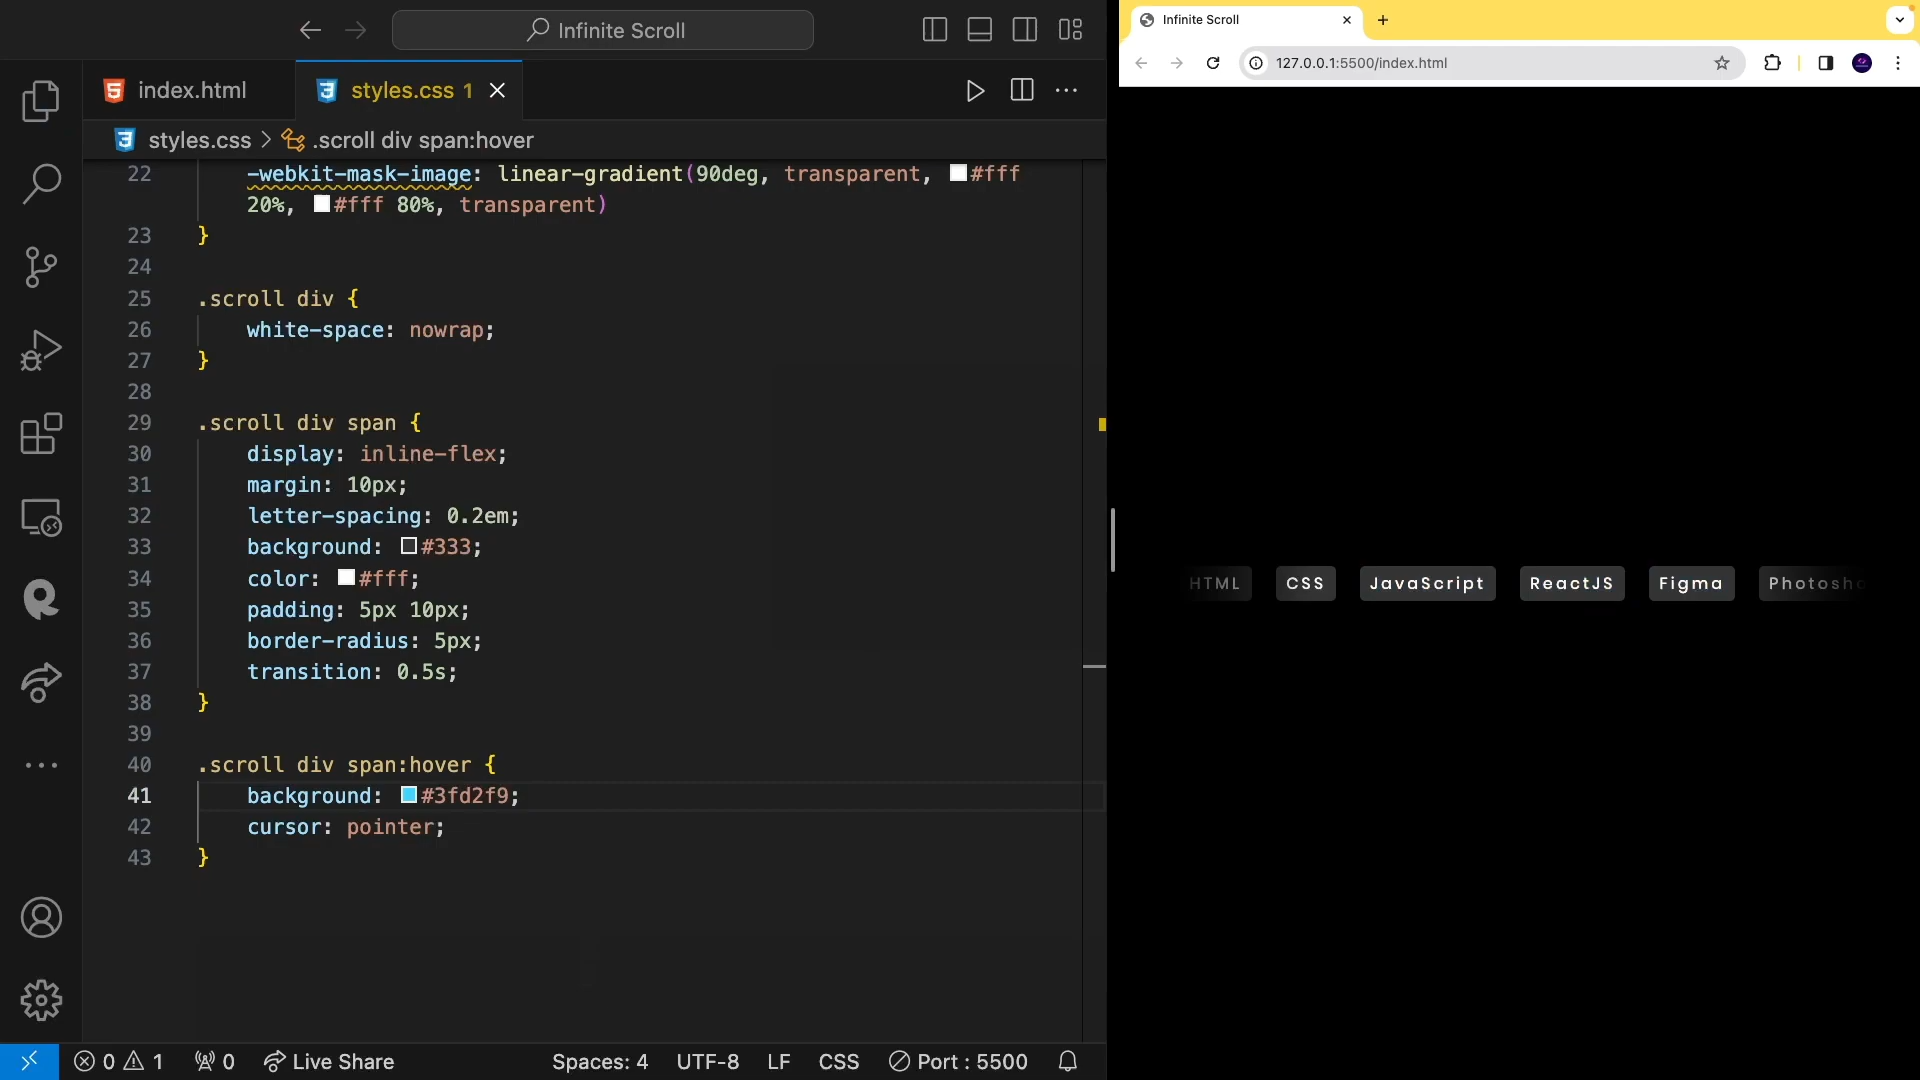 Infinite Scroll
index.html
styles.css 1
styles.css > .scroll div span:hover
22 -webkit-mask-image: linear-gradient(90deg, transparent, #fff
20%, #fff 80%, transparent)
23 }
24
25 .scroll div {
26 white-space: nowrap;
27 }
28
29 .scroll div span {
30 display: inline-flex;
31 margin: 10px;
32 letter-spacing: 0.2em;
33 background: #333;
34 color: #fff;
35 padding: 5px 10px;
36 border-radius: 5px;
37 transition: 0.5s;
38 }
39
40 .scroll div span:hover {
41 background: #3fd2f9;
42 cursor: pointer;
43 }
0 1 0 Live Share Spaces: 4 UTF-8 LF CSS Port : 5500
Infinite Scroll
127.0.0.1:5500/index.html
HTML CSS JavaScript ReactJS Figma Photosho